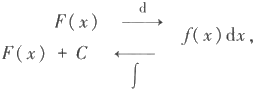 F(x) d⟶ f(x)dx,
F(x) + C ⟵∫